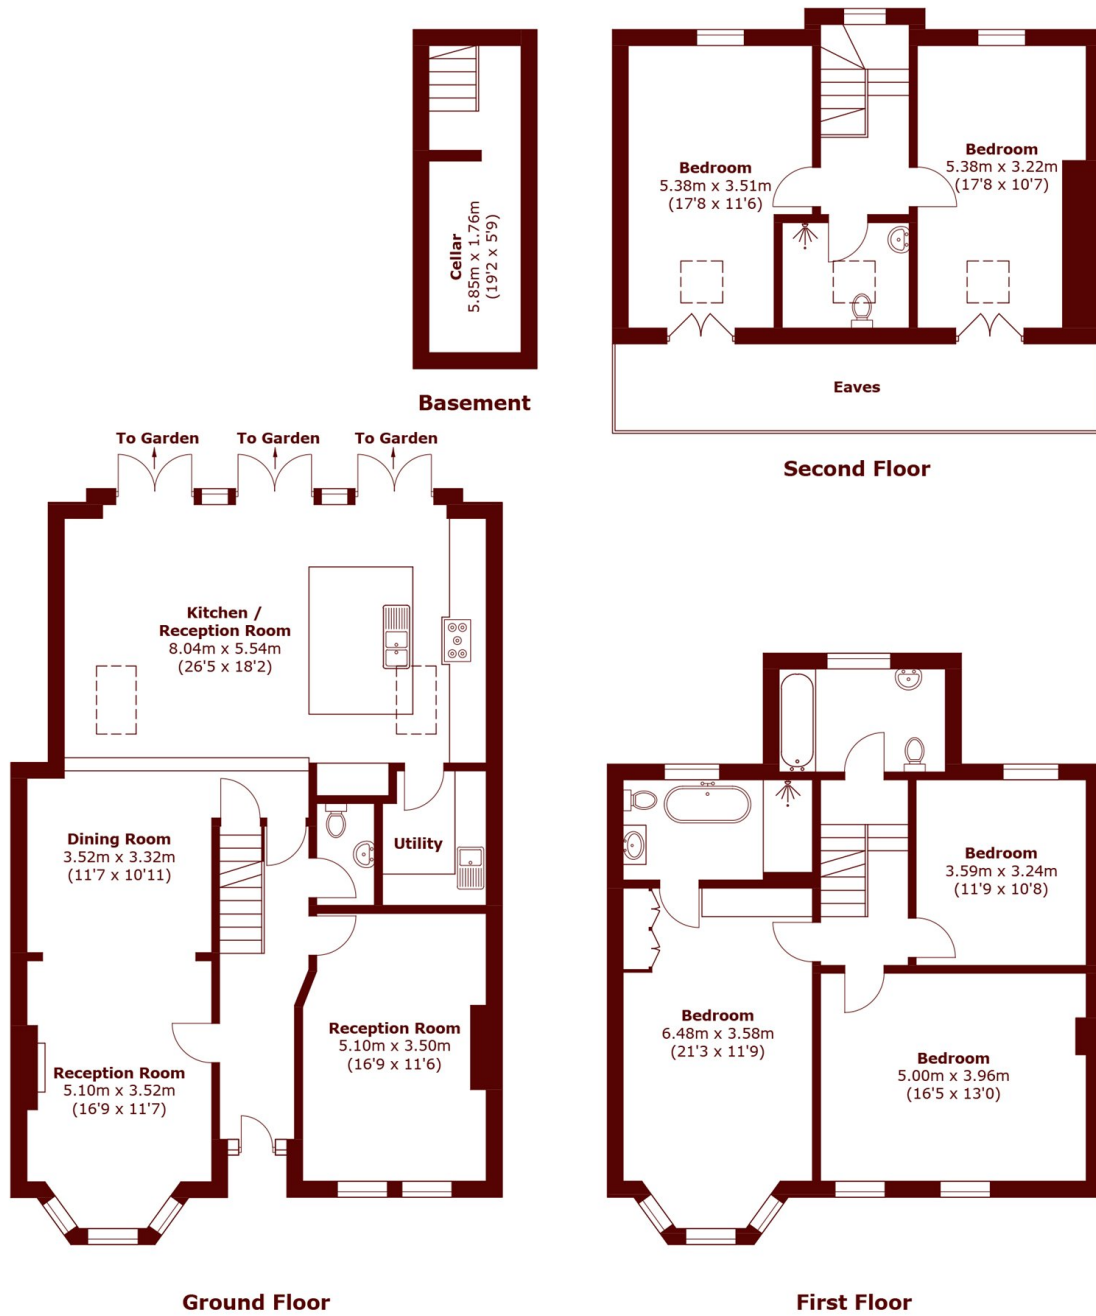 Cellar
5.85m x 1.76m
(19'2 x 5'9)
Basement
Bedroom
5.38m x 3.51m
(17'8 x 11'6)
Bedroom
5.38m x 3.22m
(17'8 x 10'7)
Eaves
Second Floor
To Garden
To Garden
To Garden
Kitchen /
Reception Room
8.04m x 5.54m
(26'5 x 18'2)
Dining Room
3.52m x 3.32m
(11'7 x 10'11)
Utility
Reception Room
5.10m x 3.50m
(16'9 x 11'6)
Reception Room
5.10m x 3.52m
(16'9 x 11'7)
Ground Floor
Bedroom
3.59m x 3.24m
(11'9 x 10'8)
Bedroom
6.48m x 3.58m
(21'3 x 11'9)
Bedroom
5.00m x 3.96m
(16'5 x 13'0)
First Floor